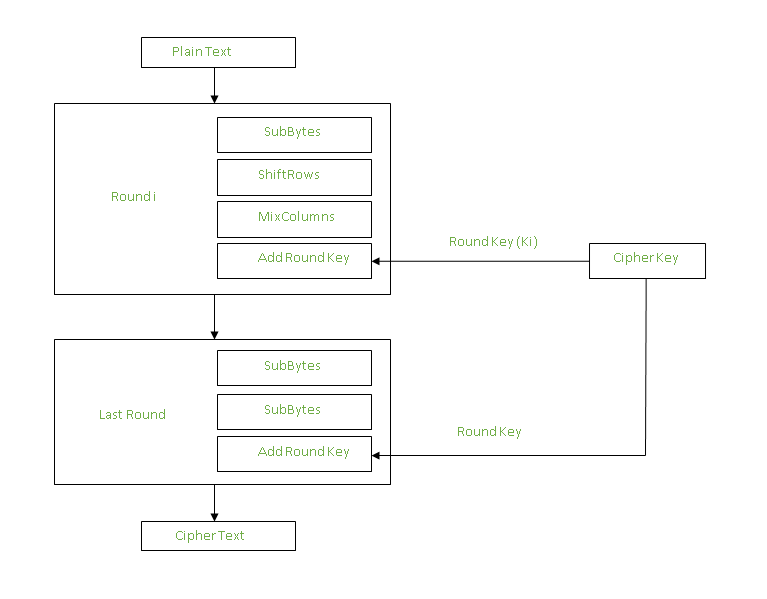 Plain Text
SubBytes
ShiftRows
Round i
MixColumns
Round Key (Ki)
Add Round Key
Cipher Key
SubBytes
SubBytes
Last Round
Round Key
Add Round Key
Cipher Text